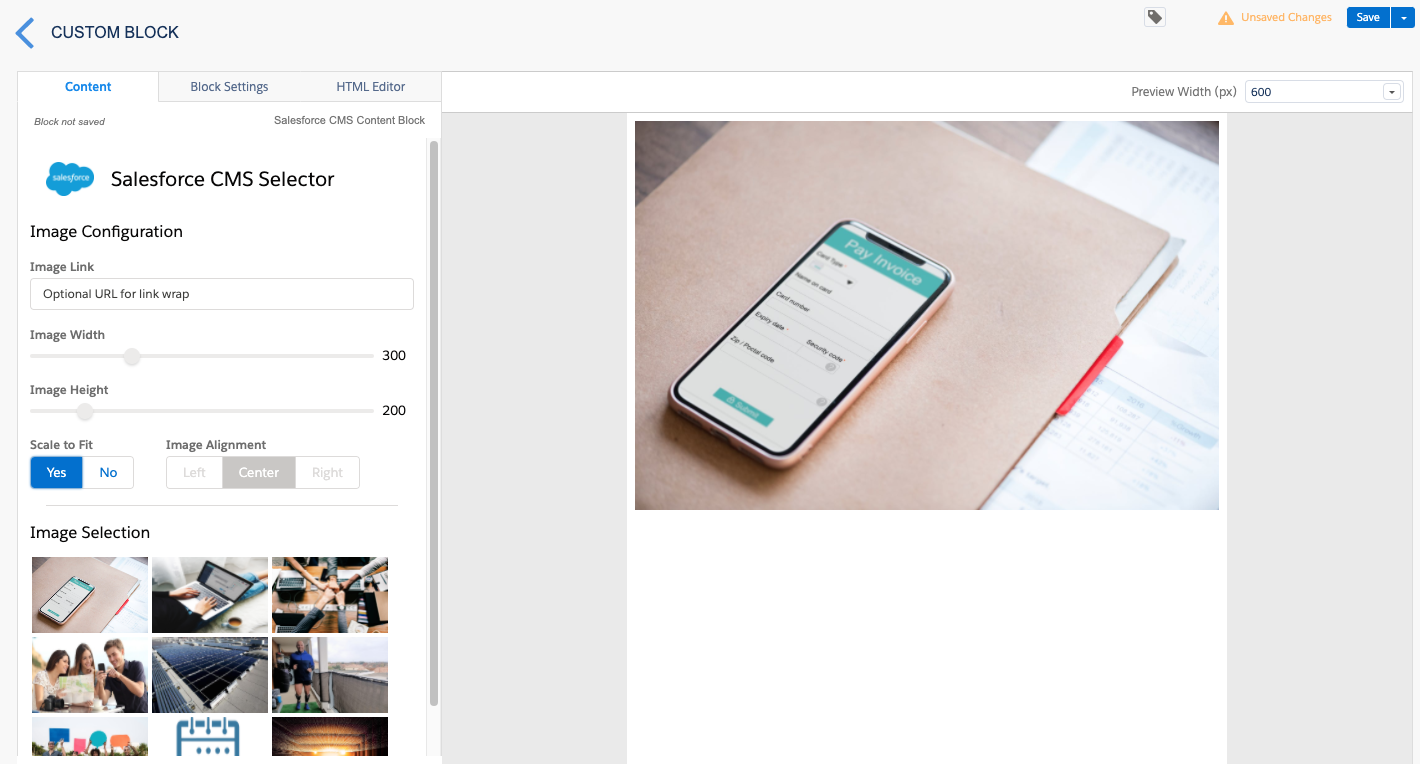 CUSTOM BLOCK
Unsaved Changes
Save
Content
Block Settings
HTML Editor
Preview Width (px)
600
Block not saved
Salesforce CMS Content Block
salesforce
Salesforce CMS Selector
Image Configuration
Image Link
Optional URL for link wrap
Image Width
300
Image Height
200
Scale to Fit
Image Alignment
Yes
No
Left
Center
Right
Image Selection
Pay Invoice
Card Type
Name on card
Card number
Expiry date
Security code*
Zip / Postal code
Submit